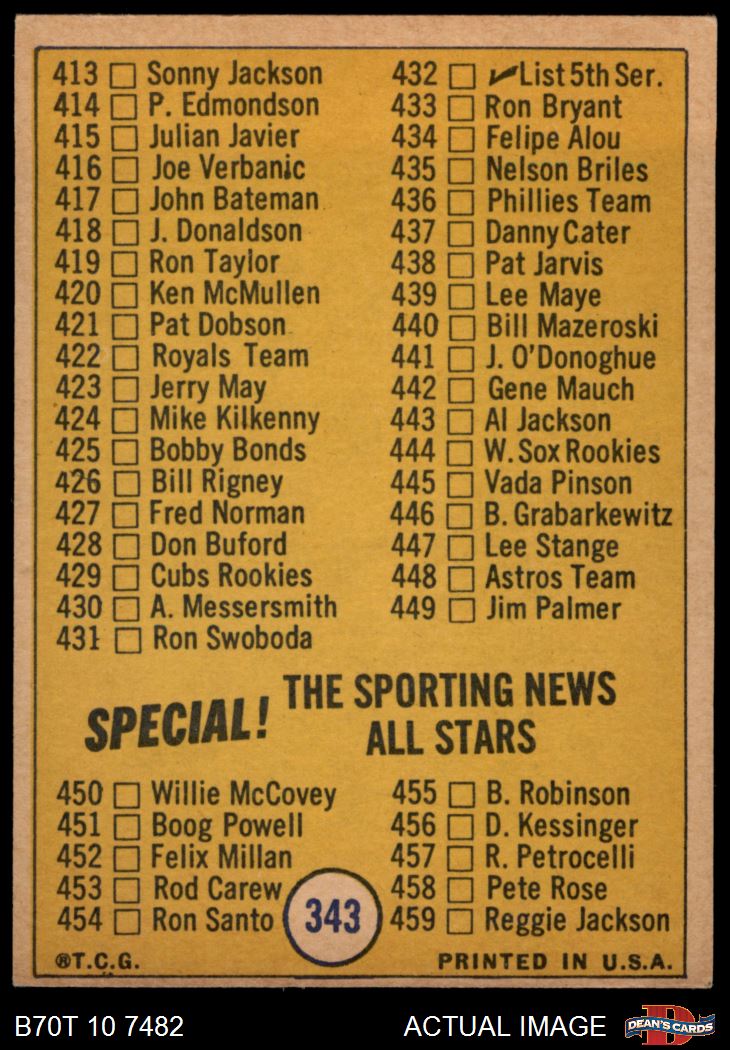 413 Sonny Jackson
414 P. Edmondson
415 Julian Javier
416 Joe Verbanic
417 John Bateman
418 J. Donaldson
419 Ron Taylor
420 Ken McMullen
421 Pat Dobson
422 Royals Team
423 Jerry May
424 Mike Kilkenny
425 Bobby Bonds
426 Bill Rigney
427 Fred Norman
428 Don Buford
429 Cubs Rookies
430 A. Messersmith
431 Ron Swoboda
432 ✓List 5th Ser.
433 Ron Bryant
434 Felipe Alou
435 Nelson Briles
436 Phillies Team
437 Danny Cater
438 Pat Jarvis
439 Lee Maye
440 Bill Mazeroski
441 J. O'Donoghue
442 Gene Mauch
443 Al Jackson
444 W. Sox Rookies
445 Vada Pinson
446 B. Grabarkewitz
447 Lee Stange
448 Astros Team
449 Jim Palmer
SPECIAL!
THE SPORTING NEWS
ALL STARS
450 Willie McCovey
451 Boog Powell
452 Felix Millan
453 Rod Carew
454 Ron Santo
455 B. Robinson
456 D. Kessinger
457 R. Petrocelli
458 Pete Rose
459 Reggie Jackson
343
®T.C.G.
PRINTED IN U.S.A.
B70T 10 7482
ACTUAL IMAGE
DEAN'S CARDS